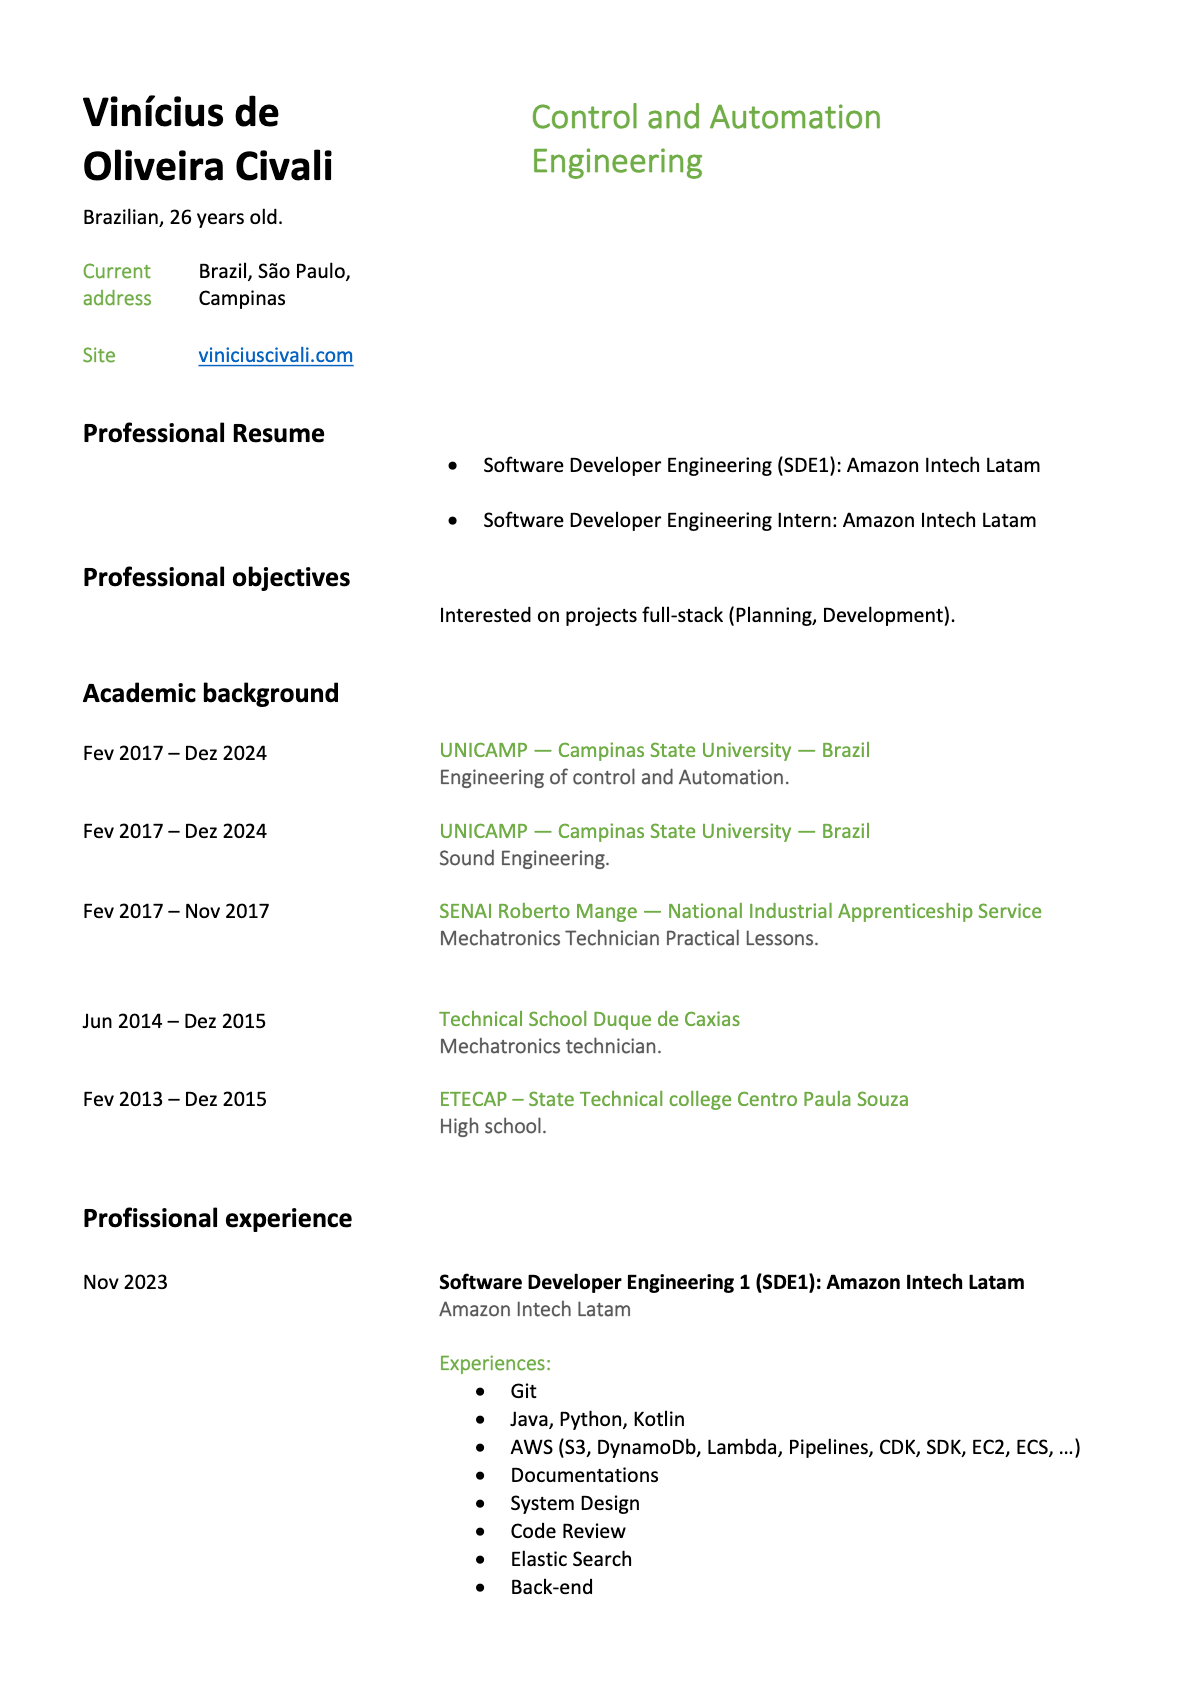 Vinícius de
Oliveira Civali
Control and Automation
Engineering
Brazilian, 26 years old.
Current address
Brazil, São Paulo,
Campinas
Site
viniciuscivali.com
Professional Resume
• Software Developer Engineering (SDE1): Amazon Intech Latam
• Software Developer Engineering Intern: Amazon Intech Latam
Professional objectives
Interested on projects full-stack (Planning, Development).
Academic background
Fev 2017 – Dez 2024
UNICAMP — Campinas State University — Brazil
Engineering of control and Automation.
Fev 2017 – Dez 2024
UNICAMP — Campinas State University — Brazil
Sound Engineering.
Fev 2017 – Nov 2017
SENAI Roberto Mange — National Industrial Apprenticeship Service
Mechatronics Technician Practical Lessons.
Jun 2014 – Dez 2015
Technical School Duque de Caxias
Mechatronics technician.
Fev 2013 – Dez 2015
ETECAP – State Technical college Centro Paula Souza
High school.
Profissional experience
Nov 2023
Software Developer Engineering 1 (SDE1): Amazon Intech Latam
Amazon Intech Latam
Experiences:
• Git
• Java, Python, Kotlin
• AWS (S3, DynamoDb, Lambda, Pipelines, CDK, SDK, EC2, ECS, ...)
• Documentations
• System Design
• Code Review
• Elastic Search
• Back-end